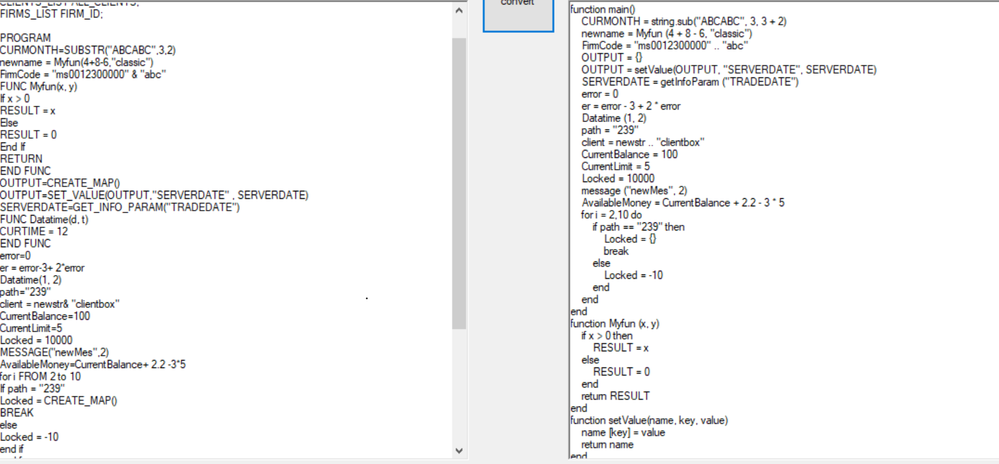 CLIENTS_LIST ALL_CLIENTS;
FIRMS_LIST FIRM_ID;
PROGRAM
CURMONTH=SUBSTR("ABCABC",3,2)
newname = Myfun(4+8-6,"classic")
FirmCode = "ms0012300000" & "abc"
FUNC Myfun(x, y)
If x > 0
RESULT = x
Else
RESULT = 0
End If
RETURN
END FUNC
OUTPUT=CREATE_MAP()
OUTPUT=SET_VALUE(OUTPUT,"SERVERDATE" , SERVERDATE)
SERVERDATE=GET_INFO_PARAM("TRADEDATE")
FUNC Datatime(d, t)
CURTIME = 12
END FUNC
error=0
er = error-3+ 2*error
Datatime(1, 2)
path="239"
client = newstr& "clientbox"
CurrentBalance=100
CurrentLimit=5
Locked = 10000
MESSAGE("newMes",2)
AvailableMoney=CurrentBalance+ 2.2 -3*5
for i FROM 2 to 10
If path = "239"
Locked = CREATE_MAP()
BREAK
else
Locked = -10
end if
convert
function main()
CURMONTH = string.sub("ABCABC", 3, 3 + 2)
newname = Myfun (4 + 8 - 6, "classic")
FirmCode = "ms0012300000" .. "abc"
OUTPUT = {}
OUTPUT = setValue(OUTPUT, "SERVERDATE", SERVERDATE)
SERVERDATE = getInfoParam ("TRADEDATE")
error = 0
er = error - 3 + 2 * error
Datatime (1, 2)
path = "239"
client = newstr .. "clientbox"
CurrentBalance = 100
CurrentLimit = 5
Locked = 10000
message ("newMes", 2)
AvailableMoney = CurrentBalance + 2.2 - 3 * 5
for i = 2,10 do
if path == "239" then
Locked = {}
break
else
Locked = -10
end
end
end
function Myfun (x, y)
if x > 0 then
RESULT = x
else
RESULT = 0
end
return RESULT
end
function setValue(name, key, value)
name [key] = value
return name
end